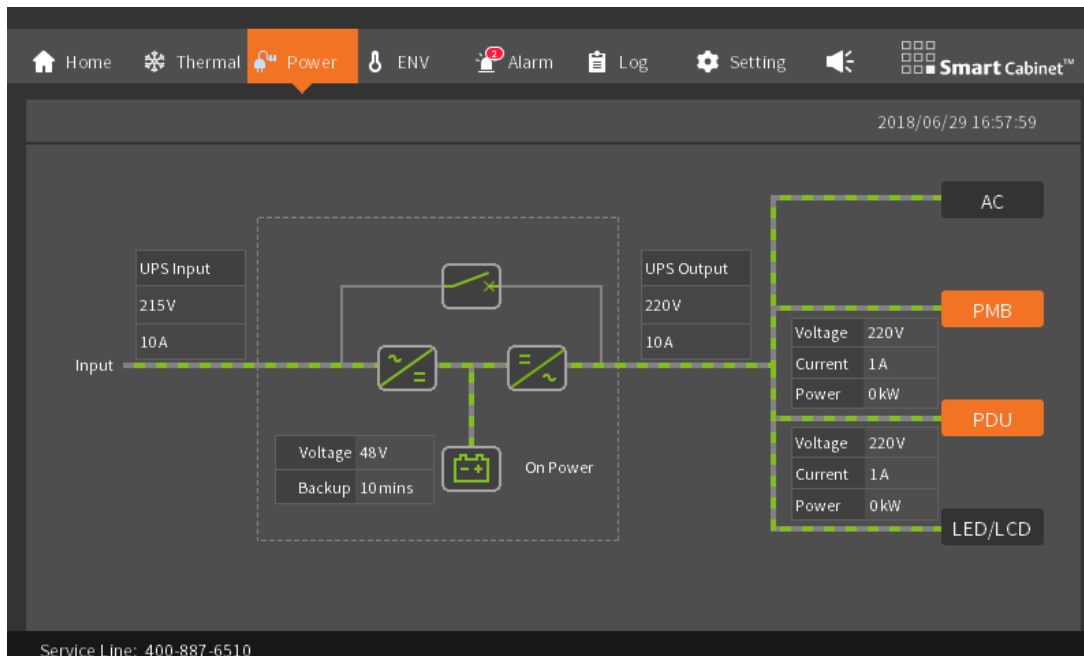 Home Thermal Power ENV 2 Alarm Log Setting Smart Cabinet™
2018/06/29 16:57:59
AC
UPS Input
215V
10A
UPS Output
220V
10A
Input
PMB
Voltage 220V
Current 1A
Power 0kW
PDU
Voltage 220V
Current 1A
Power 0kW
Voltage 48V
Backup 10mins
On Power
LED/LCD
Service Line: 400-887-6510